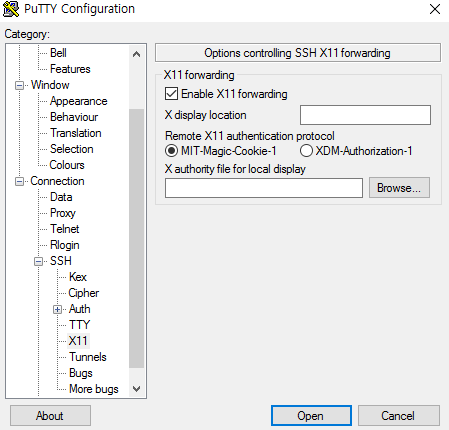 PuTTY Configuration
Category:
Bell
Features
Window
Appearance
Behaviour
Translation
Selection
Colours
Connection
Data
Proxy
Telnet
Rlogin
SSH
Kex
Cipher
Auth
TTY
X11
Tunnels
Bugs
More bugs
Options controlling SSH X11 forwarding
X11 forwarding
Enable X11 forwarding
X display location
Remote X11 authentication protocol
MIT-Magic-Cookie-1 XDM-Authorization-1
X authority file for local display
Browse...
About Open Cancel